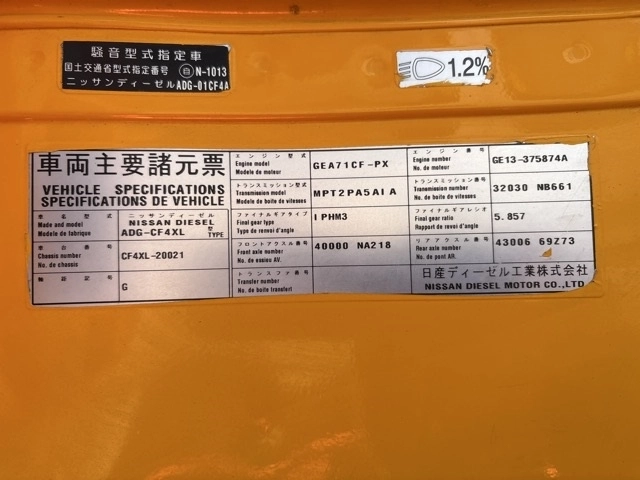 騒音型式指定車
国土交通省型式指定番号 自 N-1013
ニッサンディーゼル ADG-01CF4A
1.2%
車両主要諸元票
VEHICLE SPECIFICATIONS
SPECIFICATIONS DE VEHICLE
車名型式
Made and model
Modele de fabrique
ニッサンディーゼル
NISSAN DIESEL
ADG-CF4XL 型 TYPE
車台番号
Chassis number
No. de chassis
CF4XL-20021
G
エンジン型式
Engine model
Modele de moteur
GEA71CF-PX
トランスミッション型式
Transmission model
Modele de boite de vitesses
MPT2PA5AIA
ファイナルギアタイプ
Final gear type
Type de renvoi d'angle
IPHM3
フロントアクスル番号
Front axle number
No. de essieu AV.
40000 NA218
トランスファ番号
Transfer number
No. de boite transferl
エンジン番号
Engine number
No. de moteur
GE13-375874A
トランスミッション番号
Transmission number
No. de boite de vitesses
32030 NB661
ファイナルギアレシオ
Final gear ratio
Rapport de renvoi d'angle
5.857
リアアクスル番号
Rear axle number
No. de pont AR.
43006 69Z73
日産ディーゼル工業株式会社
NISSAN DIESEL MOTOR CO.,LTD.